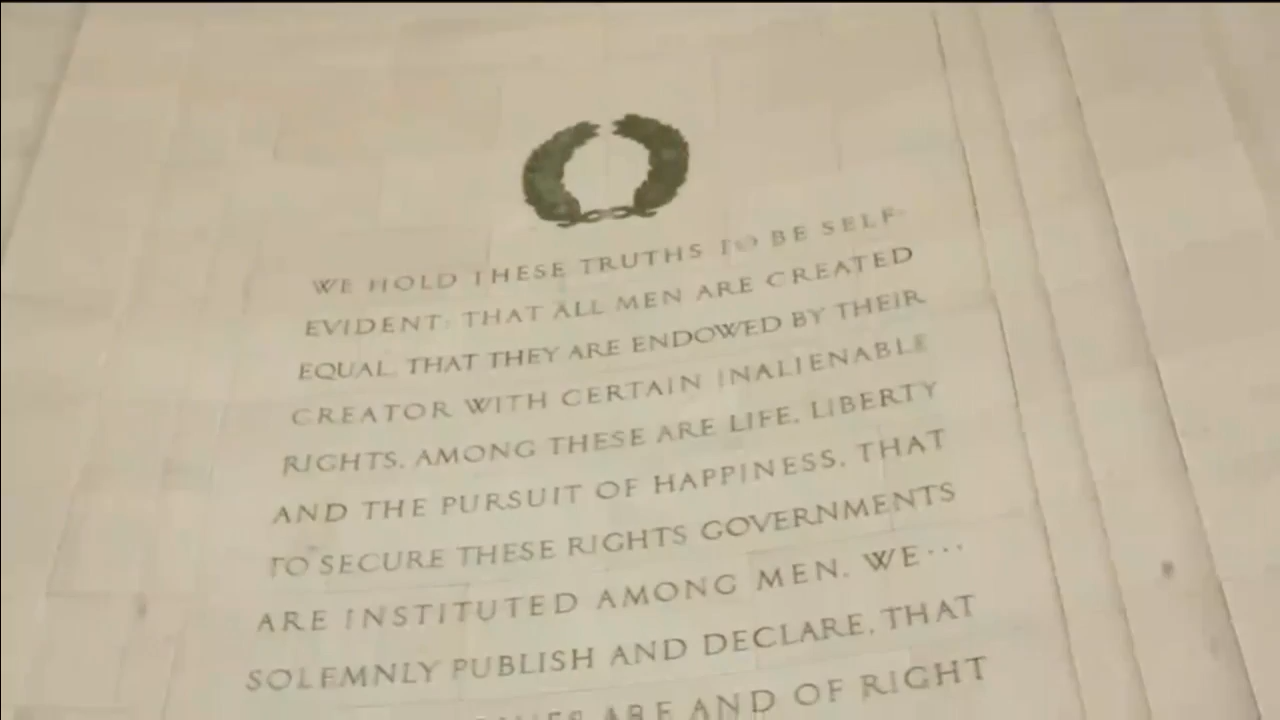 WE HOLD THESE TRUTHS TO BE SELF-
EVIDENT: THAT ALL MEN ARE CREATED
EQUAL, THAT THEY ARE ENDOWED BY THEIR
CREATOR WITH CERTAIN INALIENABLE
RIGHTS, AMONG THESE ARE LIFE, LIBERTY
AND THE PURSUIT OF HAPPINESS, THAT
TO SECURE THESE RIGHTS GOVERNMENTS
ARE INSTITUTED AMONG MEN. WE···
SOLEMNLY PUBLISH AND DECLARE, THAT
ARE AND OF RIGHT